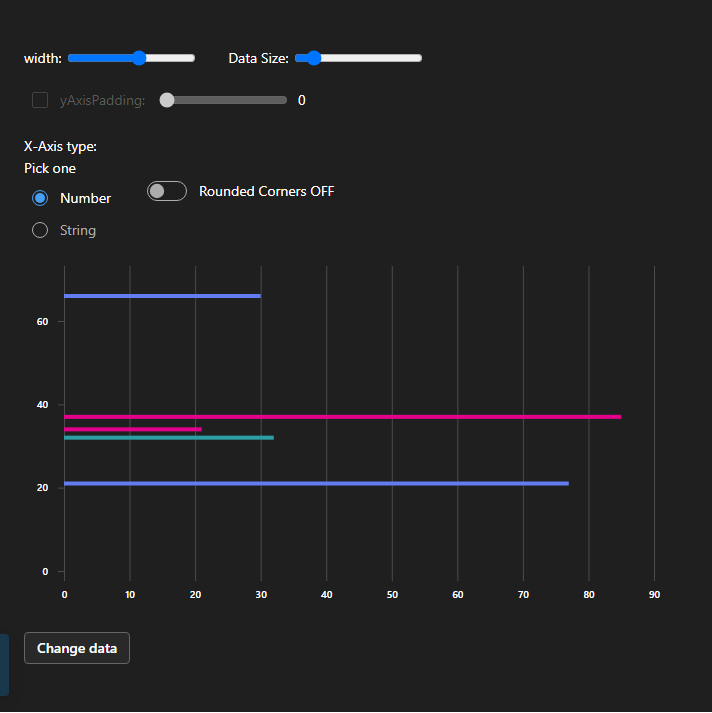 width: Data Size:
yAxisPadding: 0
X-Axis type:
Pick one
Number Rounded Corners OFF
String
60
40
20
0
0 10 20 30 40 50 60 70 80 90
Change data